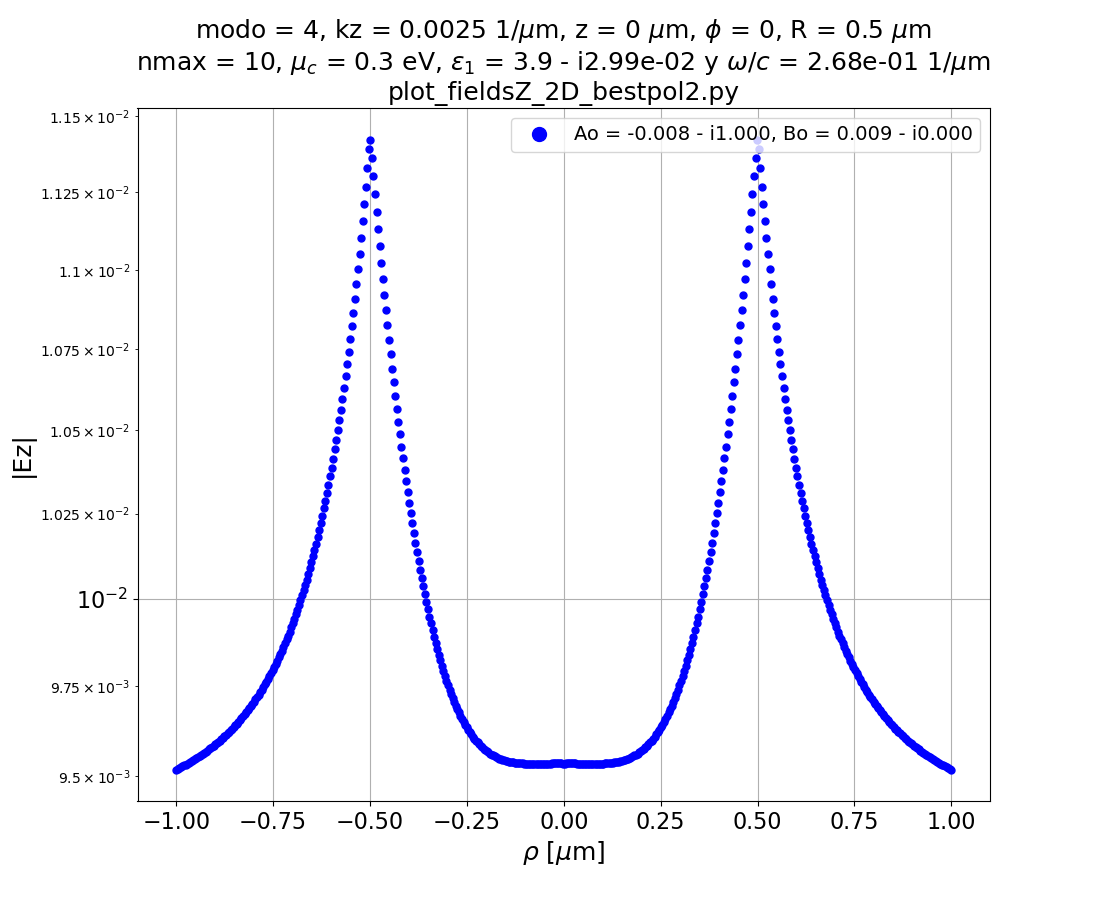 modo = 4, kz = 0.0025 1/μm, z = 0 μm, ϕ = 0, R = 0.5 μm
nmax = 10, μ_c = 0.3 eV, ε_1 = 3.9 - i2.99e-02 y ω/c = 2.68e-01 1/μm
plot_fieldsZ_2D_bestpol2.py
Ao = -0.008 - i1.000, Bo = 0.009 - i0.000
|Ez|
1.15 × 10^−2
1.125 × 10^−2
1.1 × 10^−2
1.075 × 10^−2
1.05 × 10^−2
1.025 × 10^−2
10^−2
9.75 × 10^−3
9.5 × 10^−3
−1.00 −0.75 −0.50 −0.25 0.00 0.25 0.50 0.75 1.00
ρ [μm]